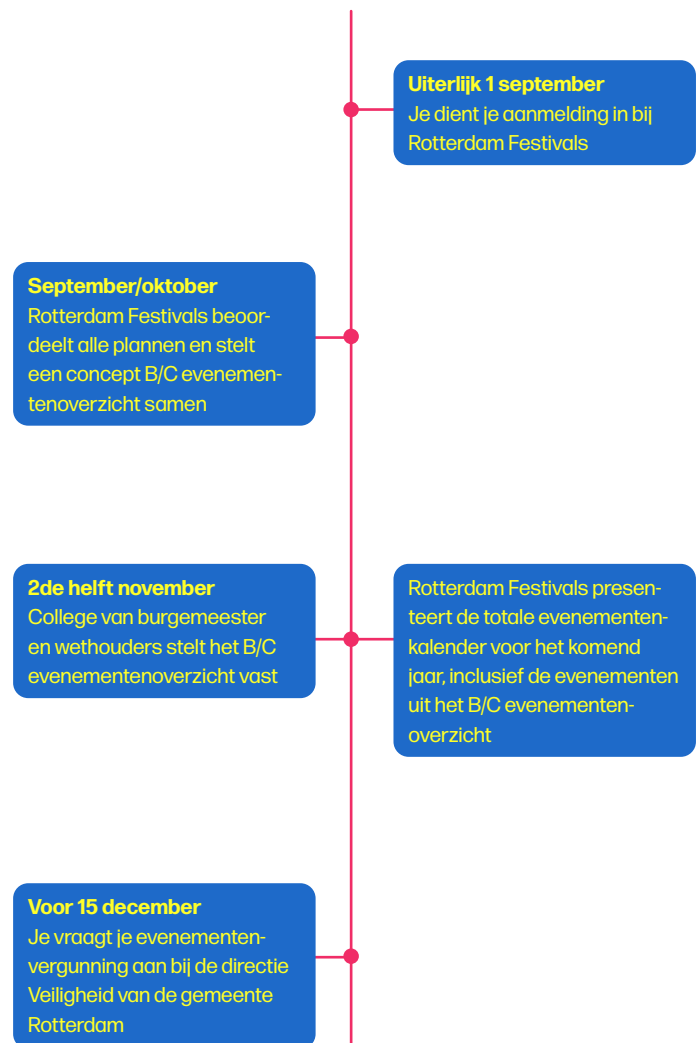 Uiterlijk 1 september
Je dient je aanmelding in bij
Rotterdam Festivals
September/oktober
Rotterdam Festivals beoor-
deelt alle plannen en stelt
een concept B/C evenemen-
tenoverzicht samen
2de helft november
College van burgemeester
en wethouders stelt het B/C
evenementenoverzicht vast
Rotterdam Festivals presen-
teert de totale evenementen-
kalender voor het komend
jaar, inclusief de evenementen
uit het B/C evenementen-
overzicht
Voor 15 december
Je vraagt je evenementen-
vergunning aan bij de directie
Veiligheid van de gemeente
Rotterdam